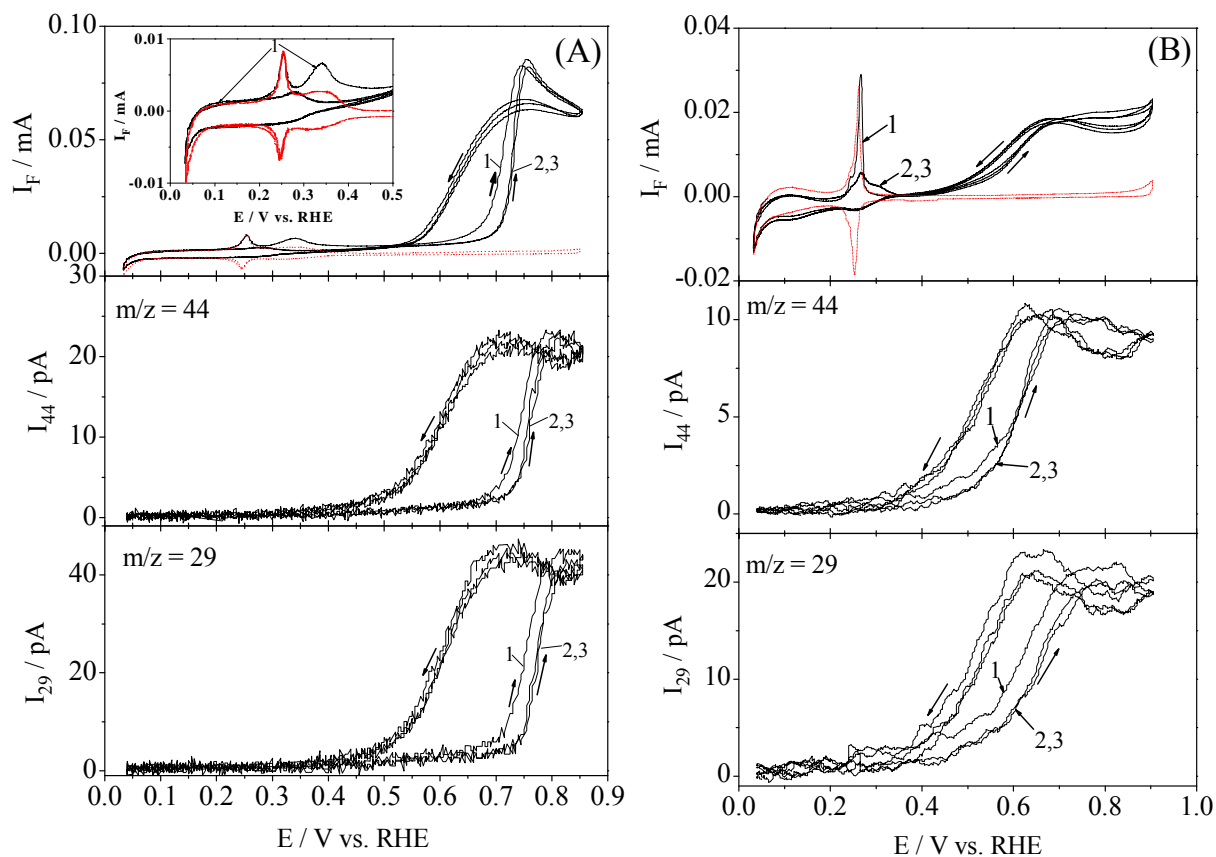 (A)
I_F / mA
0.10
0.05
0.00
0.01
0.00
-0.01
I_F / mA
1
0.0 0.1 0.2 0.3 0.4 0.5
E / V vs. RHE
1
2,3
m/z = 44
I_44 / pA
30
20
10
0
1
2,3
m/z = 29
I_29 / pA
40
20
0
1
2,3
0.0 0.1 0.2 0.3 0.4 0.5 0.6 0.7 0.8 0.9
E / V vs. RHE
(B)
I_F / mA
0.04
0.02
0.00
-0.02
1
2,3
m/z = 44
I_44 / pA
10
5
0
1
2,3
m/z = 29
I_29 / pA
20
10
0
1
2,3
0.0 0.2 0.4 0.6 0.8 1.0
E / V vs. RHE